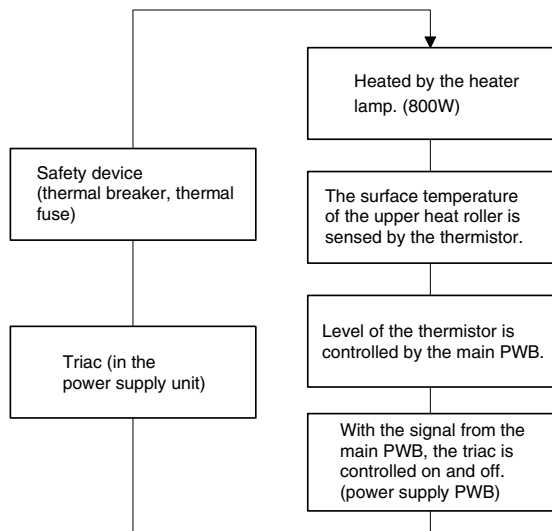 Heated by the heater
lamp. (800W)
Safety device
(thermal breaker, thermal
fuse)
The surface temperature
of the upper heat roller is
sensed by the thermistor.
Level of the thermistor is
controlled by the main PWB.
Triac (in the
power supply unit)
With the signal from the
main PWB, the triac is
controlled on and off.
(power supply PWB)